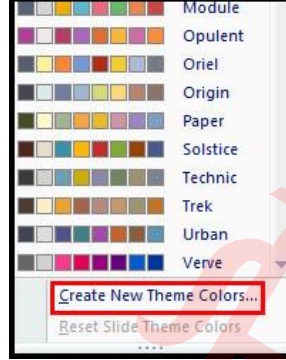 Module
Opulent
Oriel
Origin
Paper
Solstice
Technic
Trek
Urban
Verve
Create New Theme Colors...
Reset Slide Theme Colors